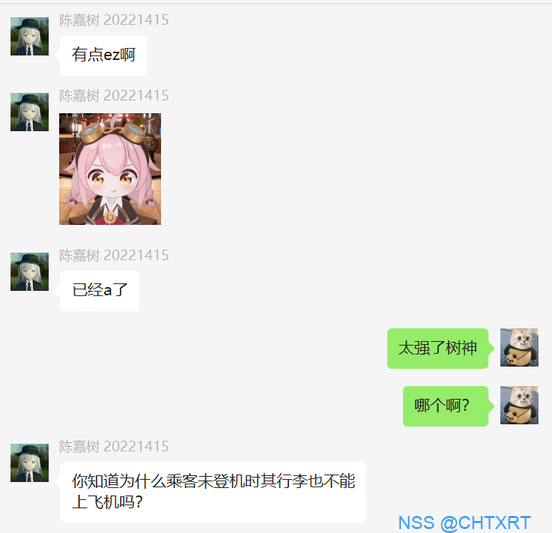 陈嘉树 20221415
有点ez啊
陈嘉树 20221415
陈嘉树 20221415
已经a了
太强了树神
哪个啊?
陈嘉树 20221415
你知道为什么乘客未登机时其行李也不能
上飞机吗?
NSS @CHTXRT